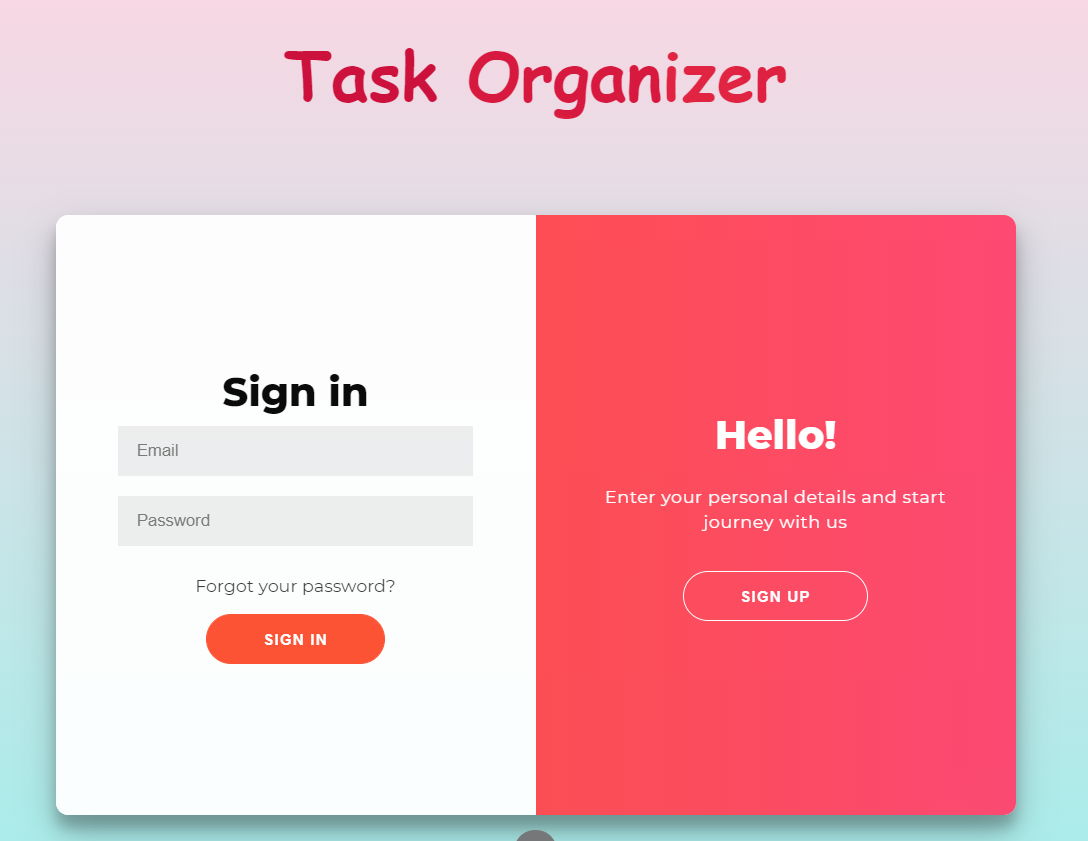 Task Organizer
Sign in
Email
Password
Forgot your password?
SIGN IN
Hello!
Enter your personal details and start
journey with us
SIGN UP